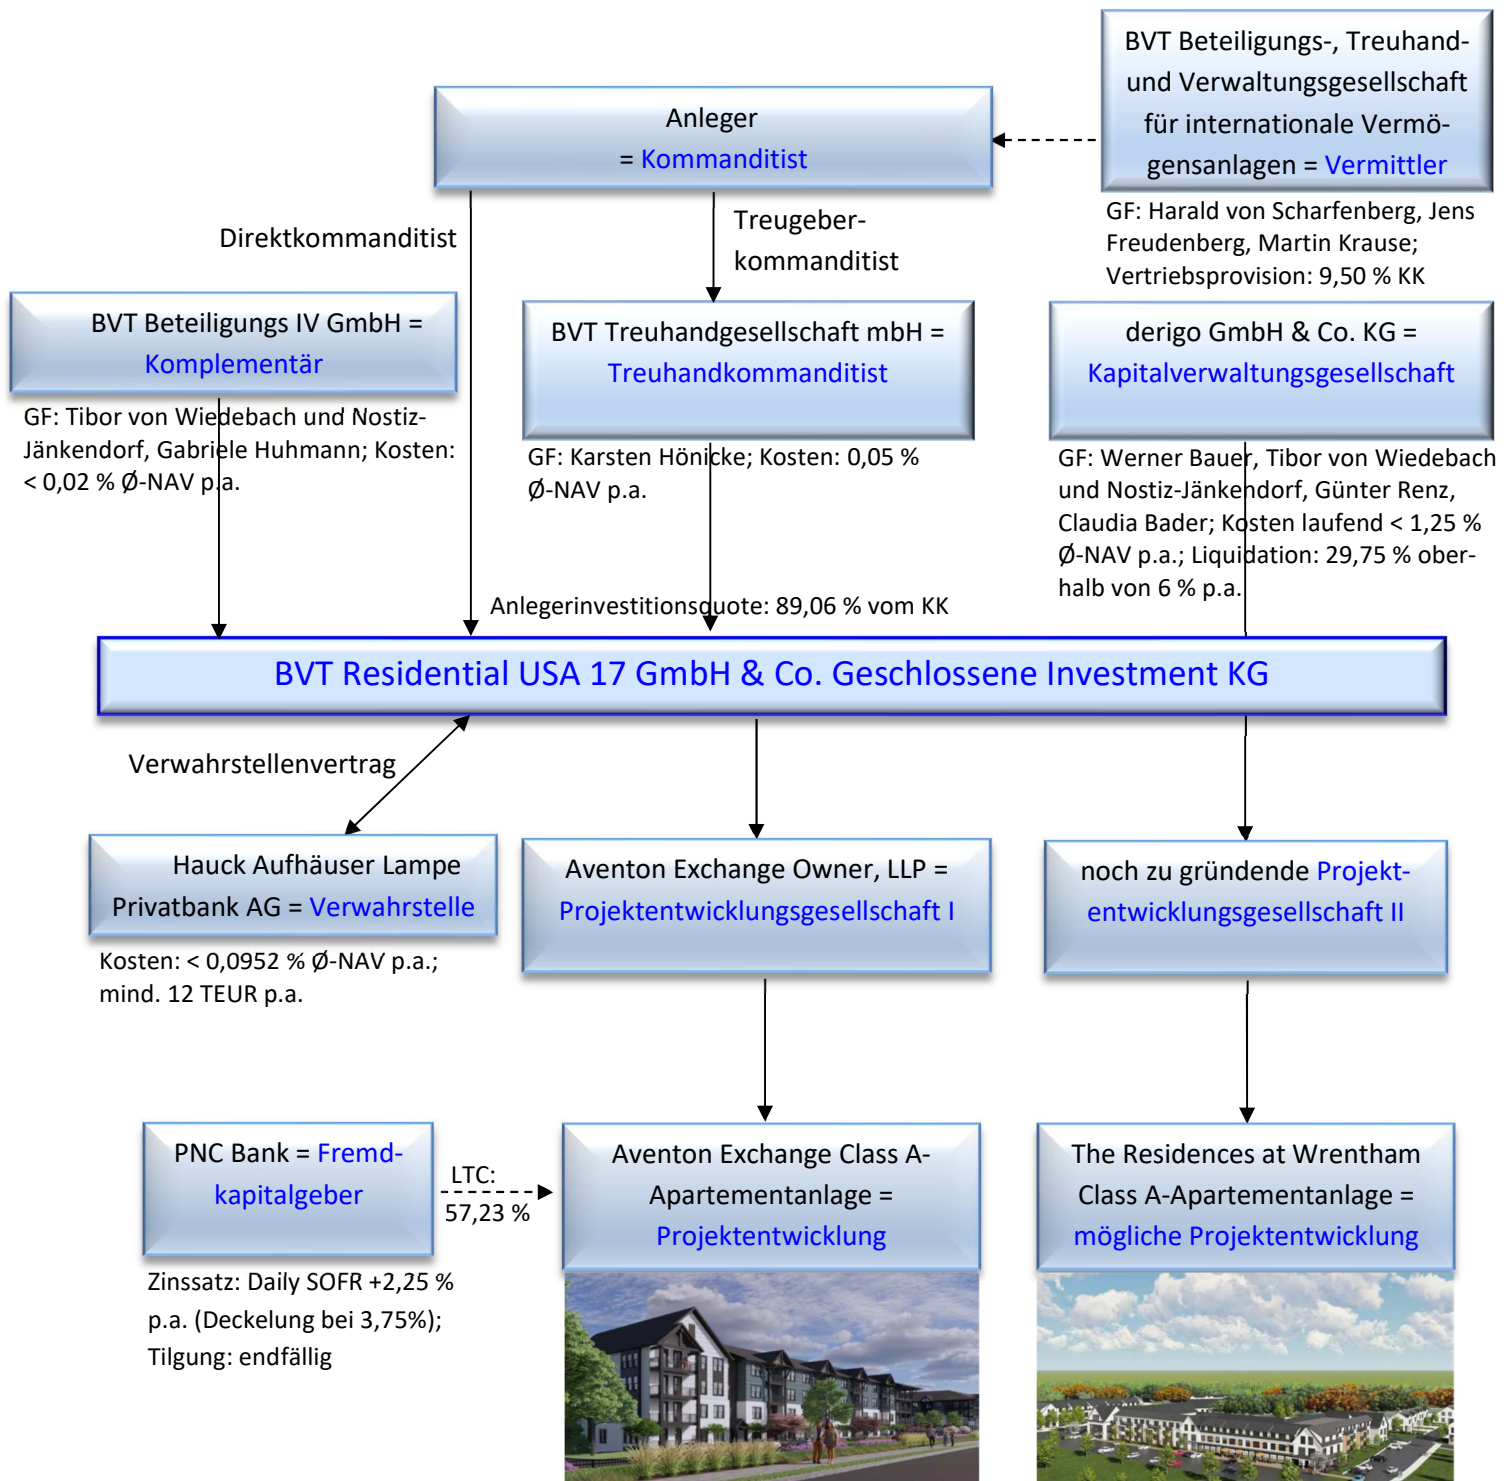 BVT Beteiligungs-, Treuhand-
und Verwaltungsgesellschaft
für internationale Vermö-
gensanlagen = Vermittler
Anleger
= Kommanditist
GF: Harald von Scharfenberg, Jens
Freudenberg, Martin Krause;
Vertriebsprovision: 9,50 % KK
Direktkommanditist
Treugeber-
kommanditist
BVT Beteiligungs IV GmbH =
Komplementär
GF: Tibor von Wiedebach und Nostiz-
Jänkendorf, Gabriele Huhmann; Kosten:
< 0,02 % Ø-NAV p.a.
BVT Treuhandgesellschaft mbH =
Treuhandkommanditist
GF: Karsten Hönicke; Kosten: 0,05 %
Ø-NAV p.a.
derigo GmbH & Co. KG =
Kapitalverwaltungsgesellschaft
GF: Werner Bauer, Tibor von Wiedebach
und Nostiz-Jänkendorf, Günter Renz,
Claudia Bader; Kosten laufend < 1,25 %
Ø-NAV p.a.; Liquidation: 29,75 % ober-
halb von 6 % p.a.
Anlegerinvestitionsquote: 89,06 % vom KK
BVT Residential USA 17 GmbH & Co. Geschlossene Investment KG
Verwahrstellenvertrag
Hauck Aufhäuser Lampe
Privatbank AG = Verwahrstelle
Kosten: < 0,0952 % Ø-NAV p.a.;
mind. 12 TEUR p.a.
Aventon Exchange Owner, LLP =
Projektentwicklungsgesellschaft I
noch zu gründende Projekt-
entwicklungsgesellschaft II
PNC Bank = Fremd-
kapitalgeber
LTC:
57,23 %
Zinssatz: Daily SOFR +2,25 %
p.a. (Deckelung bei 3,75%);
Tilgung: endfällig
Aventon Exchange Class A-
Apartementanlage =
Projektentwicklung
The Residences at Wrentham
Class A-Apartementanlage =
mögliche Projektentwicklung